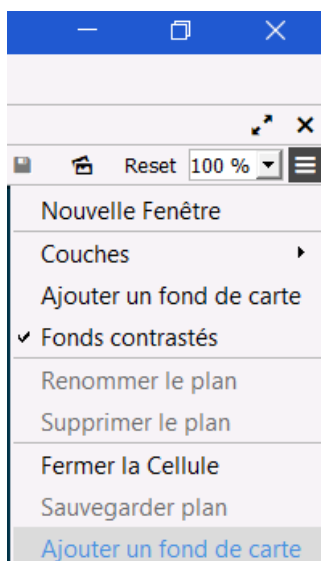 Reset 100 %
Nouvelle Fenêtre
Couches
Ajouter un fond de carte
Fonds contrastés
Renommer le plan
Supprimer le plan
Fermer la Cellule
Sauvegarder plan
Ajouter un fond de carte